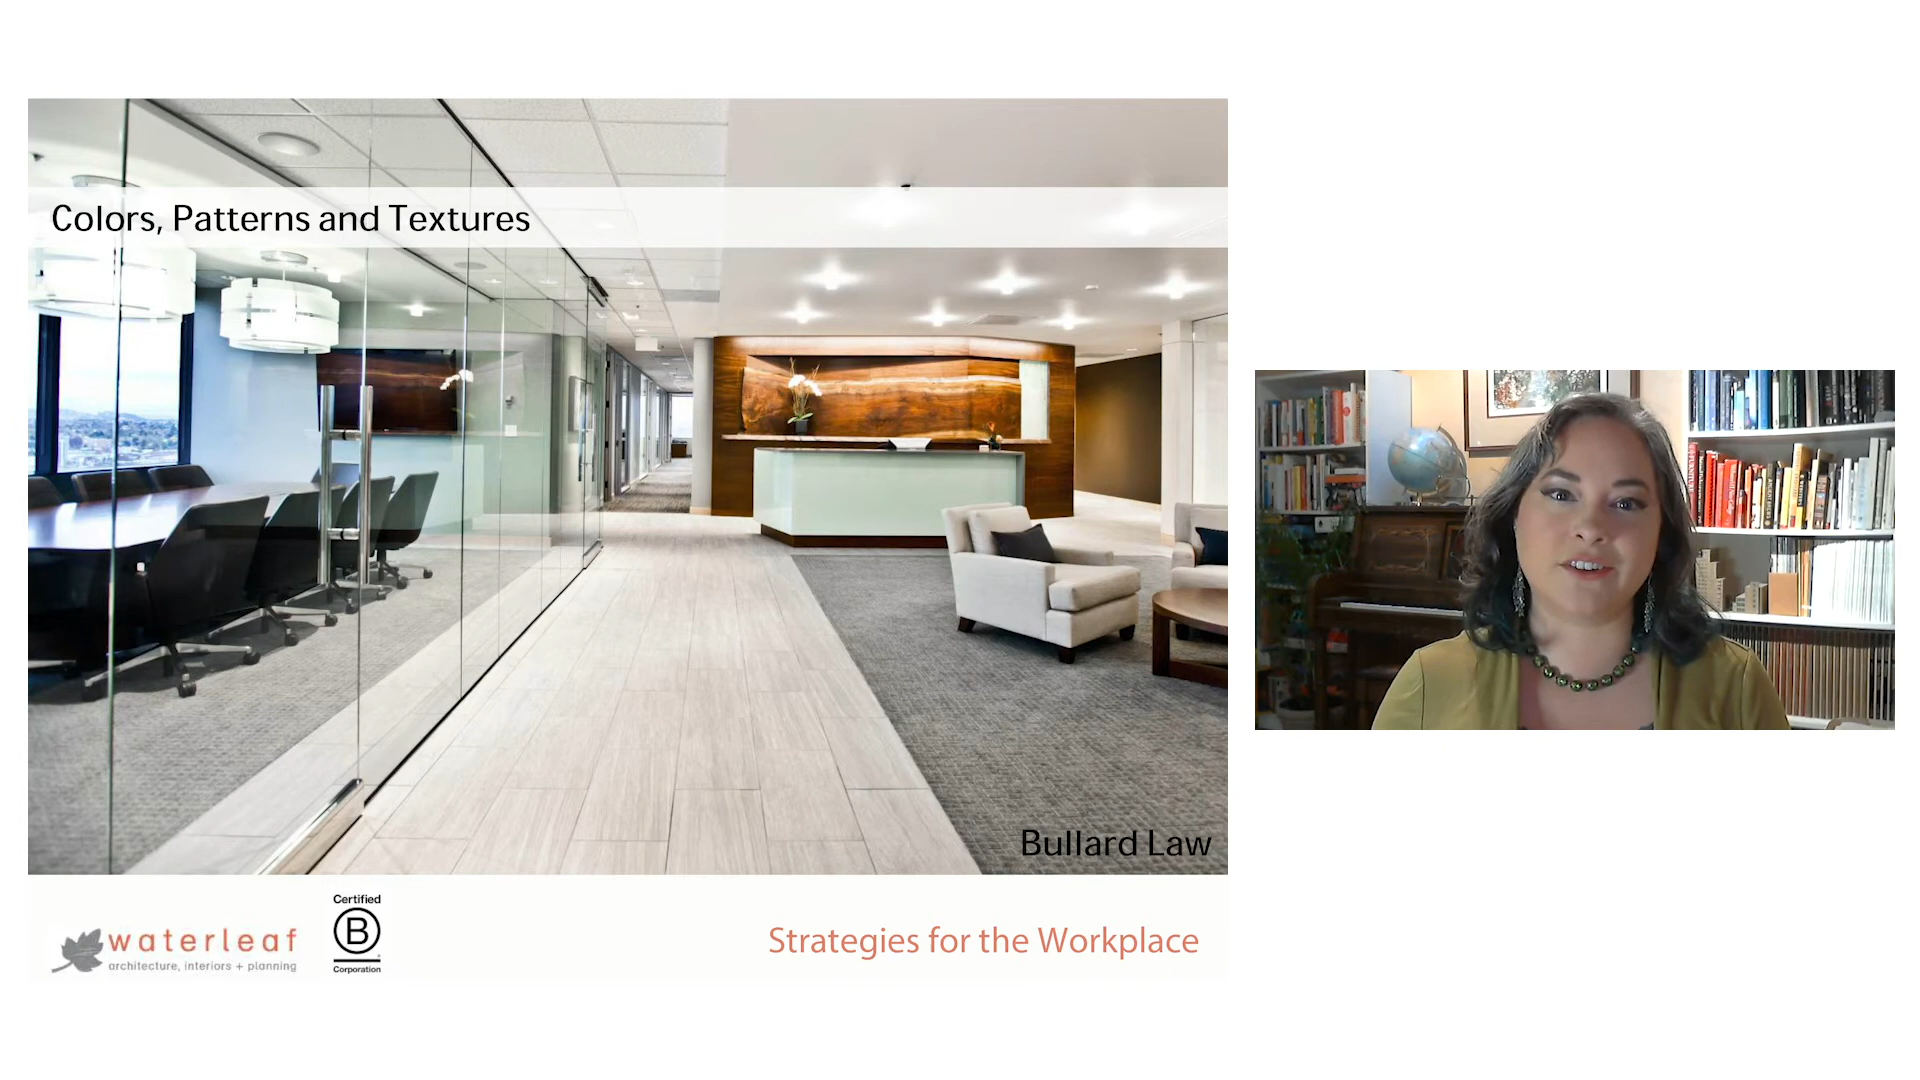 Colors, Patterns and Textures
Bullard Law
waterleaf
architecture, interiors + planning
Certified
B
Corporation
Strategies for the Workplace